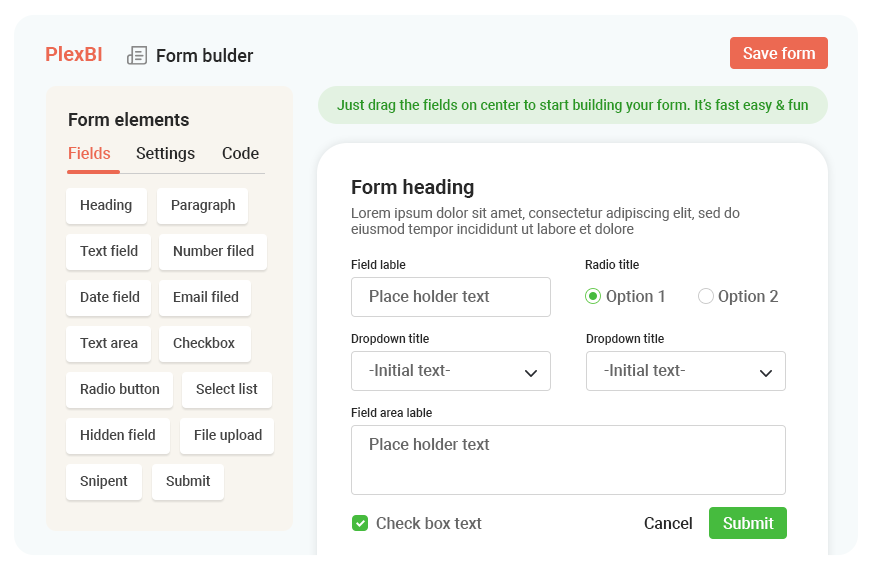 PlexBI
Form bulder
Save form
Form elements
Fields Settings Code
Heading Paragraph
Text field Number filed
Date field Email filed
Text area Checkbox
Radio button Select list
Hidden field File upload
Snipent Submit
Just drag the fields on center to start building your form. It's fast easy & fun
Form heading
Lorem ipsum dolor sit amet, consectetur adipiscing elit, sed do
eiusmod tempor incididunt ut labore et dolore
Field lable Radio title
Place holder text Option 1 Option 2
Dropdown title Dropdown title
-Initial text- -Initial text-
Field area lable
Place holder text
Check box text Cancel Submit